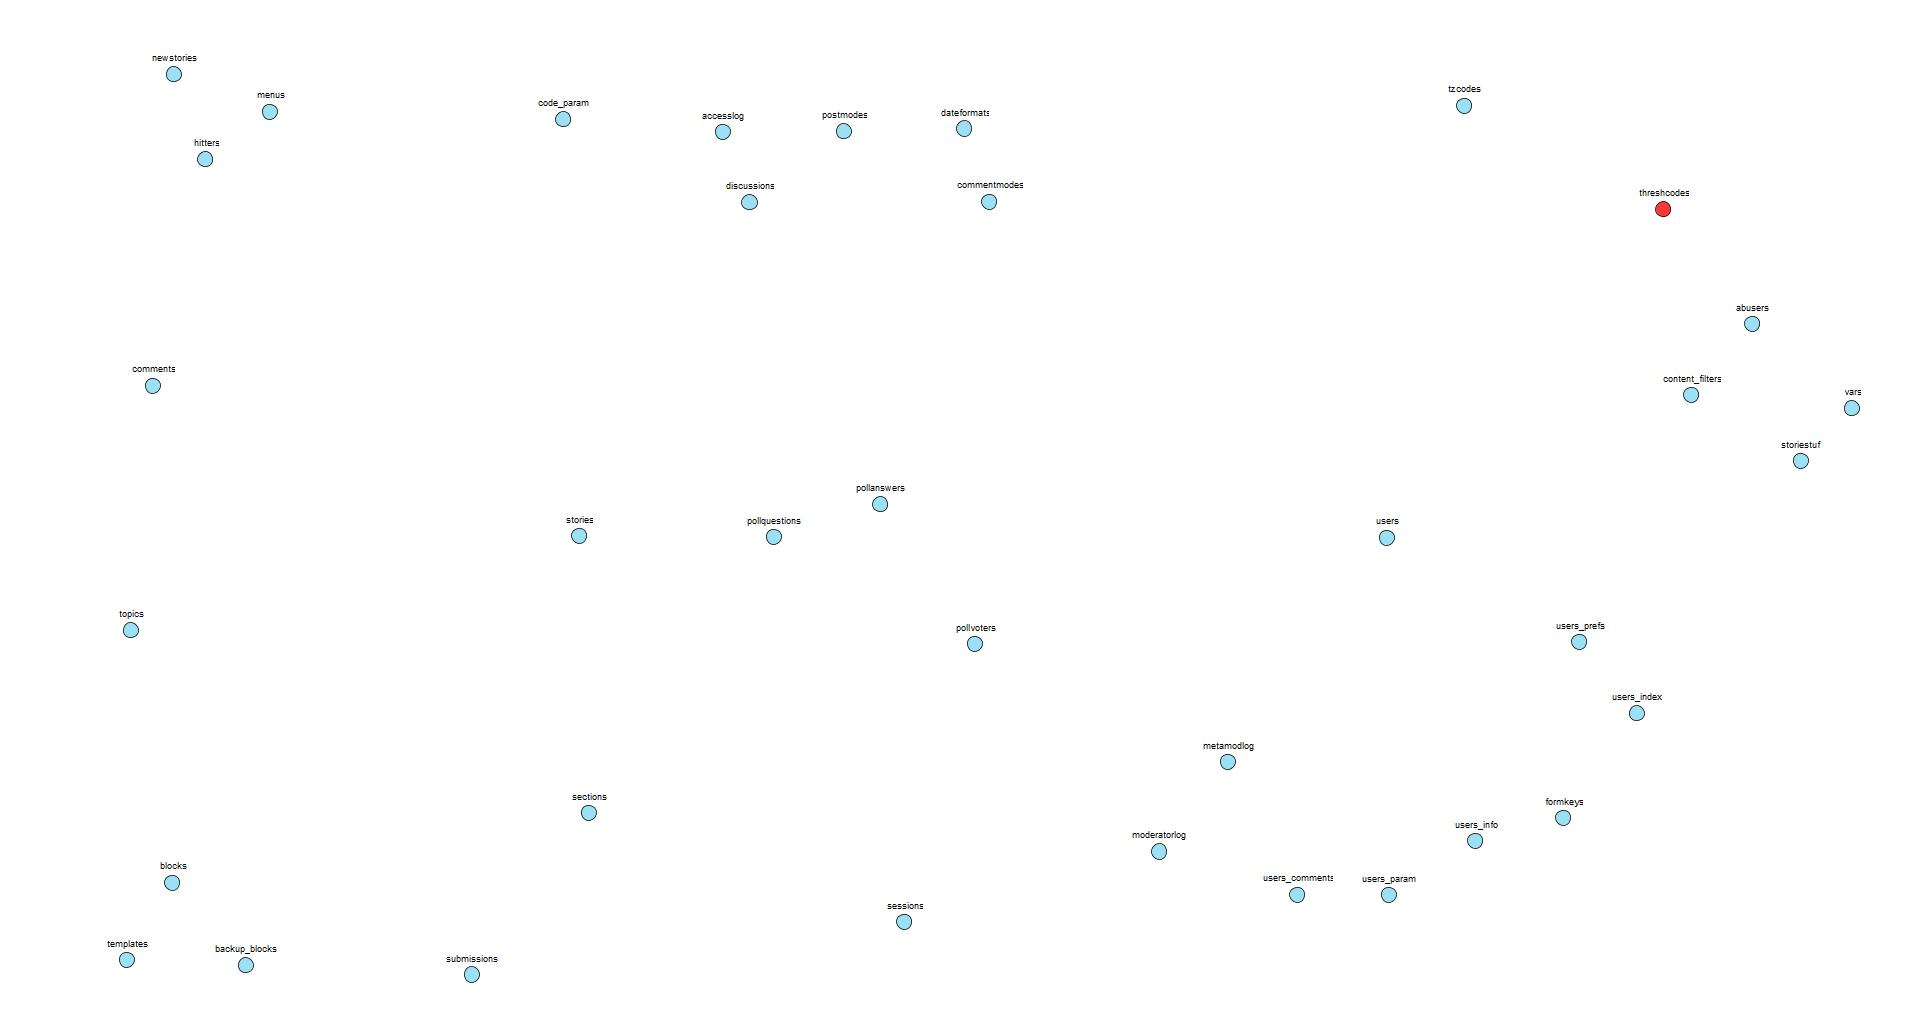 newstories
menus
tzcodes
code_param
dateformats
postmodes
accesslog
hitters
commentmodes
discussions
threshcodes
abusers
comments
content_filters
vars
storiestuf
pollanswers
stories
pollquestions
users
topics
users_prefs
pollvoters
users_index
metamodlog
sections
formkeys
users_info
moderatorlog
blocks
users_comments
users_param
sessions
templates
backup_blocks
submissions